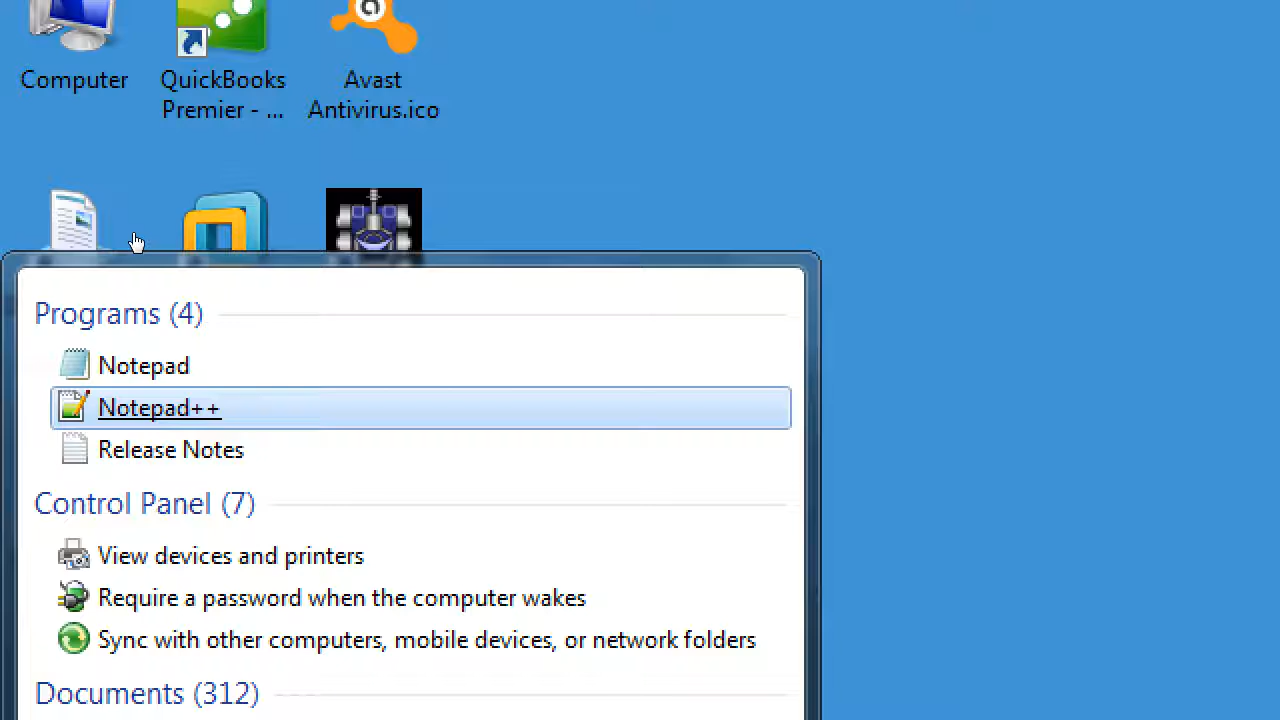 Computer
QuickBooks
Premier - ...
Avast
Antivirus.ico
Programs (4)
Notepad
Notepad++
Release Notes
Control Panel (7)
View devices and printers
Require a password when the computer wakes
Sync with other computers, mobile devices, or network folders
Documents (312)